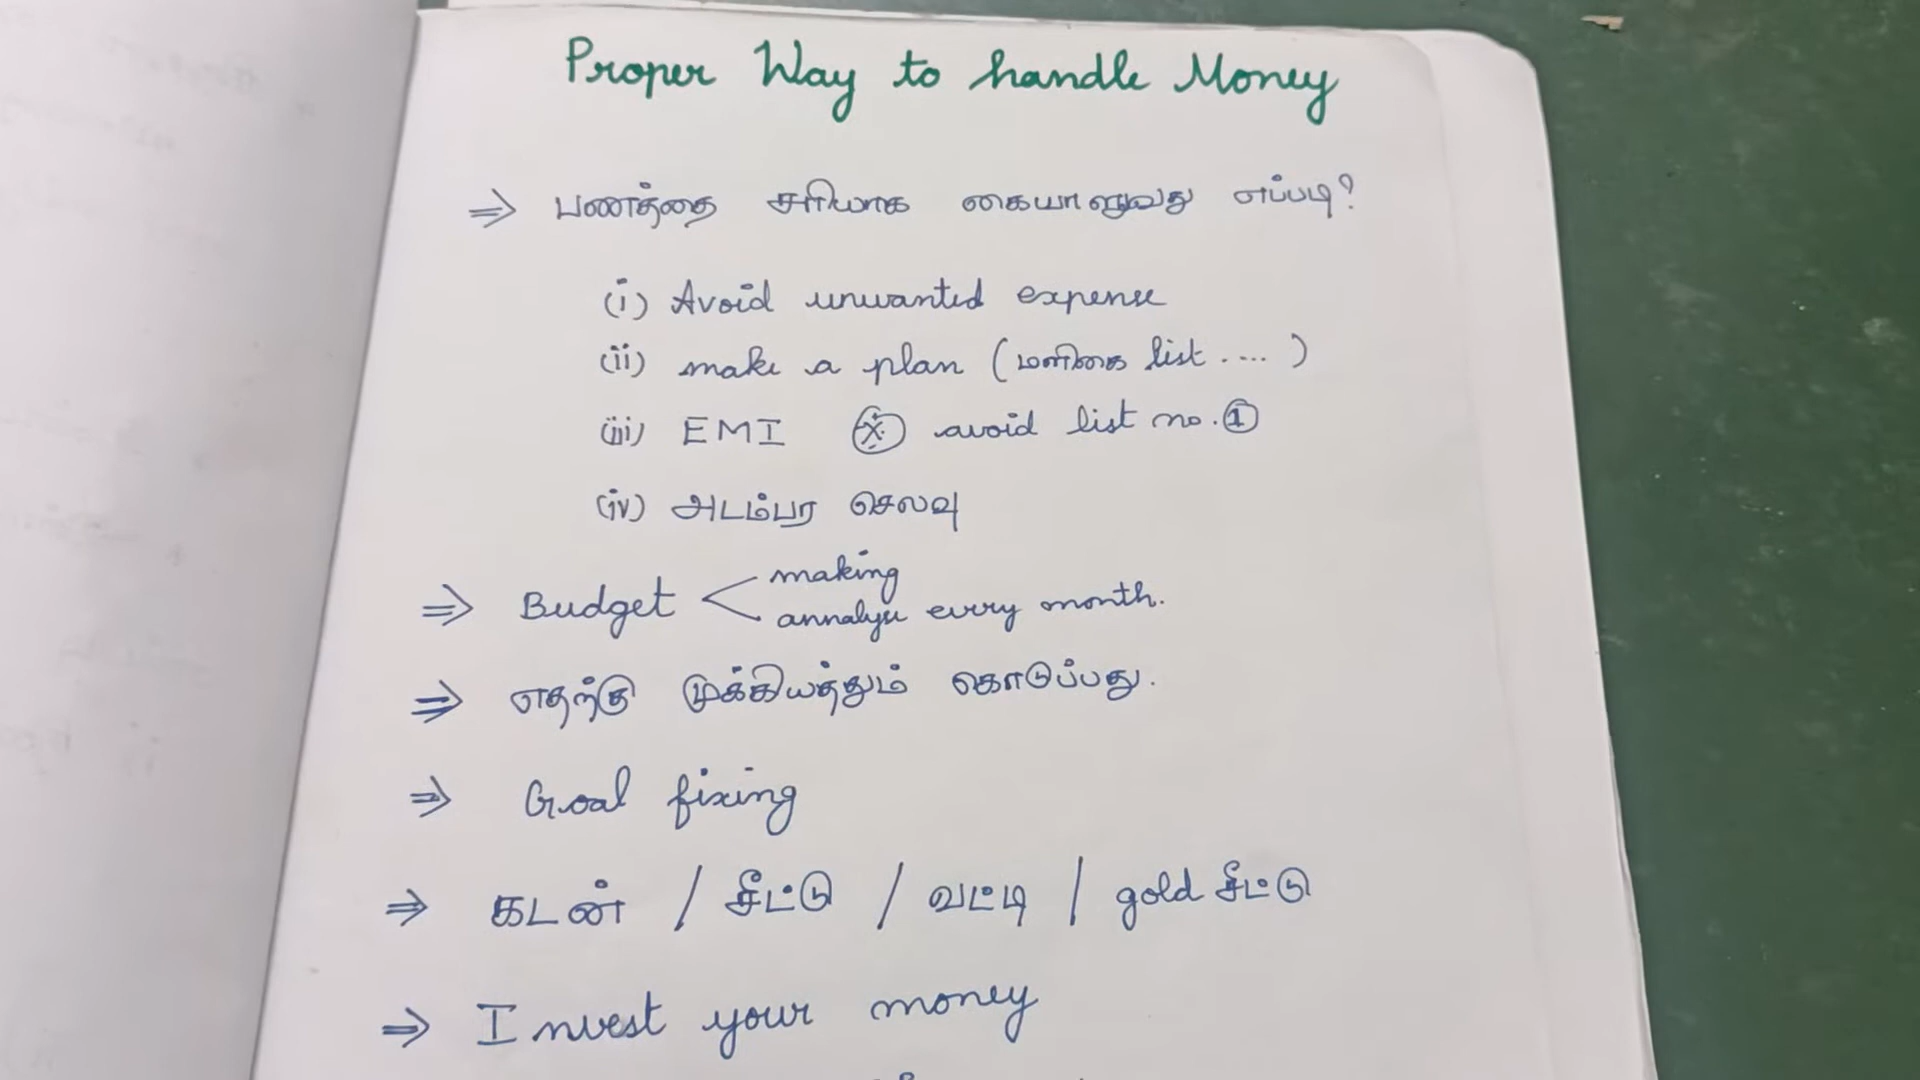 Proper Way to handle Money
⇒ பணத்தை சரியாக கையாளுவது எப்படி?
(i) Avoid unwanted expense
(ii) make a plan (மளிகை list ....)
(iii) EMI ⓧ avoid list no. ①
(iv) அடம்பர செலவு
⇒ Budget < making
annalyse every month.
⇒ எதற்கு முக்கியத்தும் கொடுப்பது.
⇒ Goal fixing
⇒ கடன் / சீட்டு / வட்டி / gold சீட்டு
⇒ Invest your money